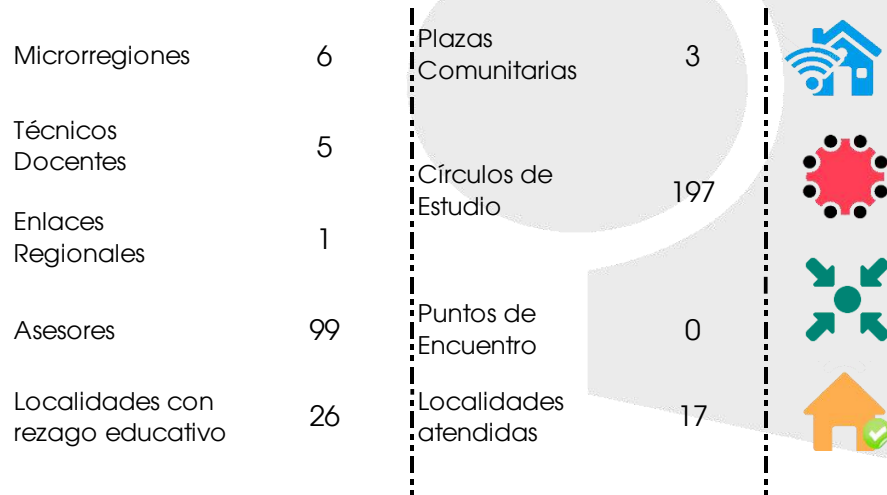 Microrregiones 6
Técnicos
Docentes 5
Enlaces
Regionales 1
Asesores 99
Localidades con
rezago educativo 26
Plazas
Comunitarias 3
Círculos de
Estudio 197
Puntos de
Encuentro 0
Localidades
atendidas 17